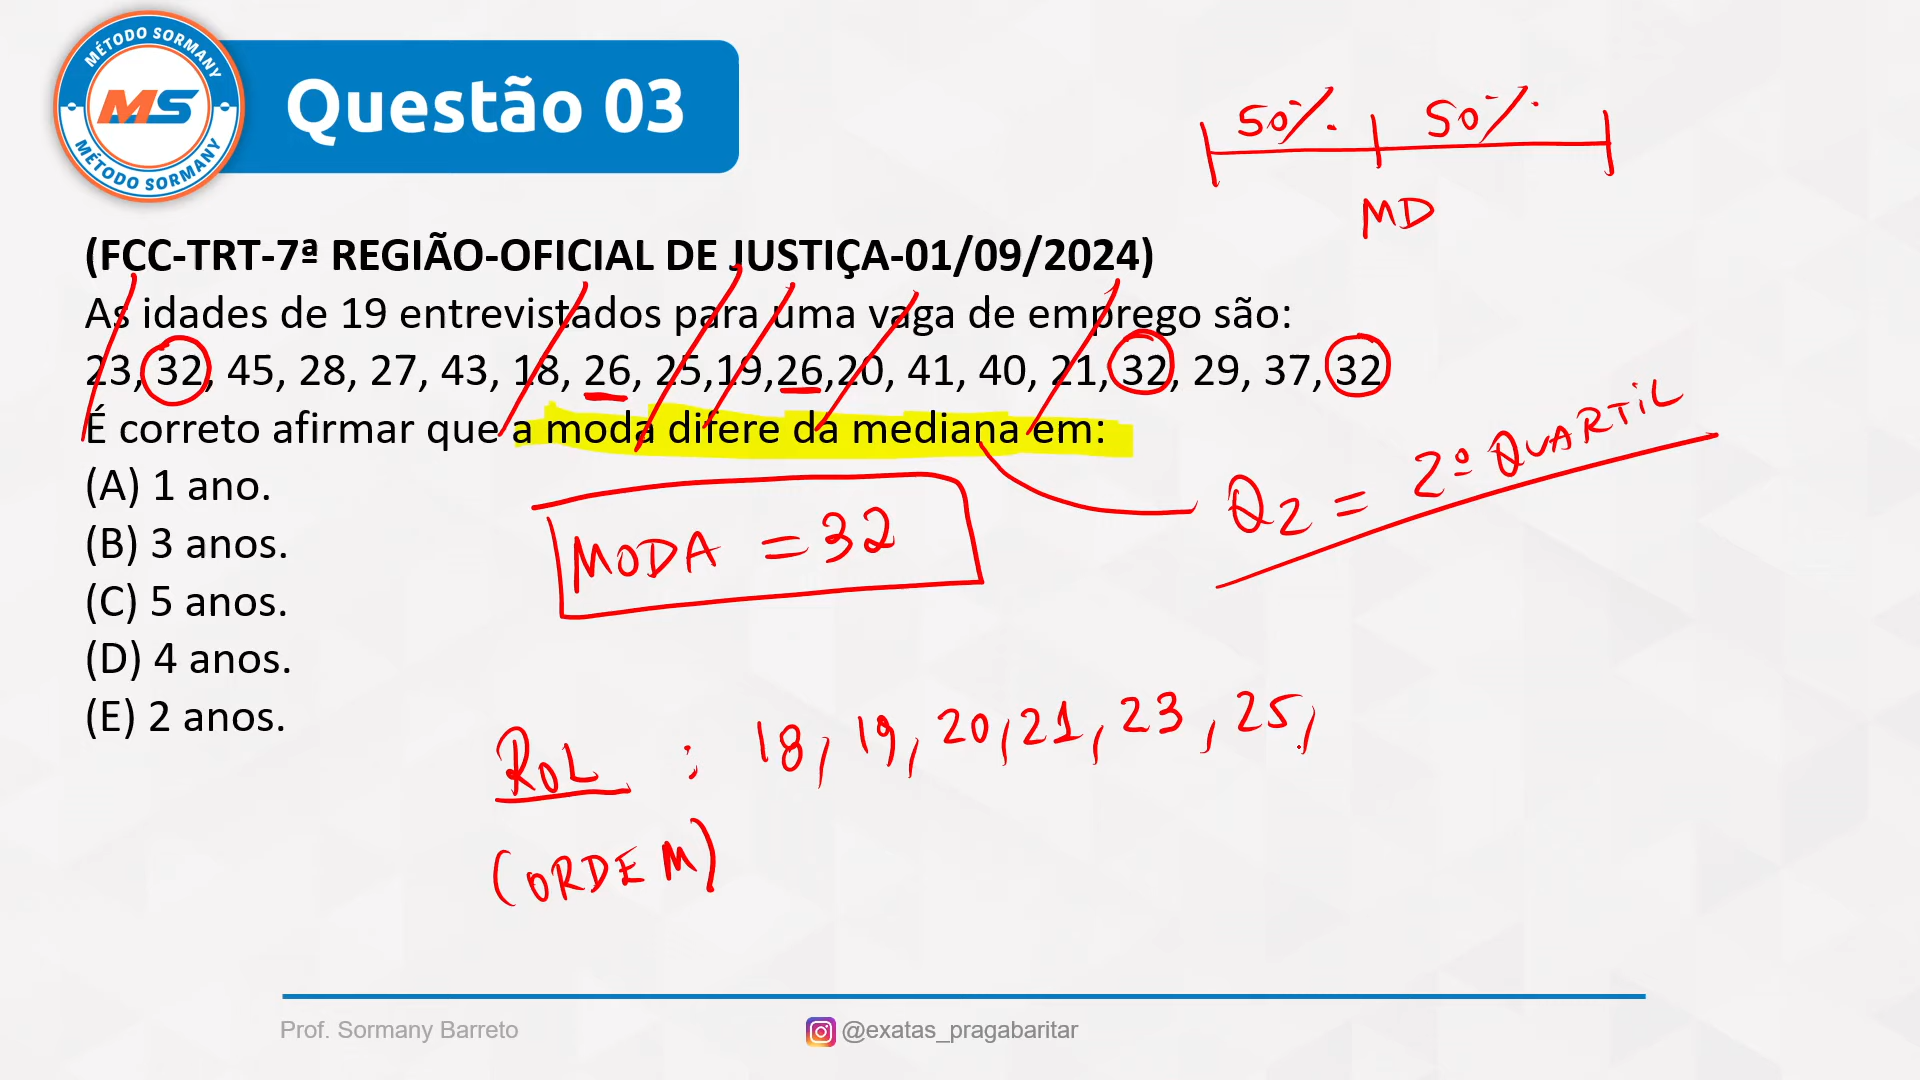 MÉTODO SORMANY
MS
MÉTODO SORMANY
Questão 03
50% 50%
MD
(FCC-TRT-7ª REGIÃO-OFICIAL DE JUSTIÇA-01/09/2024)
As idades de 19 entrevistados para uma vaga de emprego são:
23, 32, 45, 28, 27, 43, 18, 26, 25,19,26,20, 41, 40, 21, 32, 29, 37, 32
É correto afirmar que a moda difere da mediana em:
(A) 1 ano.
(B) 3 anos.
(C) 5 anos.
(D) 4 anos.
(E) 2 anos.
Q2 = 2º QUARTIL
MODA = 32
ROL : 18, 19, 20, 21, 23, 25,
(ORDEM)
Prof. Sormany Barreto
@exatas_pragabaritar